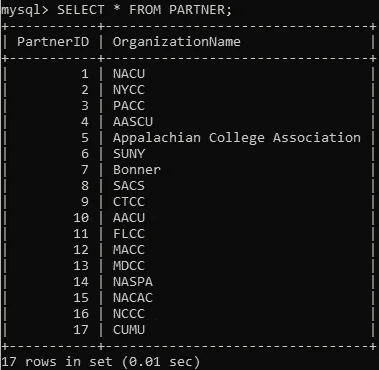 mysql> SELECT * FROM PARTNER;
+-----------+---------------------------------+
| PartnerID | OrganizationName                |
+-----------+---------------------------------+
|         1 | NACU                            |
|         2 | NYCC                            |
|         3 | PACC                            |
|         4 | AASCU                           |
|         5 | Appalachian College Association |
|         6 | SUNY                            |
|         7 | Bonner                          |
|         8 | SACS                            |
|         9 | CTCC                            |
|        10 | AACU                            |
|        11 | FLCC                            |
|        12 | MACC                            |
|        13 | MDCC                            |
|        14 | NASPA                           |
|        15 | NACAC                           |
|        16 | NCCC                            |
|        17 | CUMU                            |
+-----------+---------------------------------+
17 rows in set (0.01 sec)